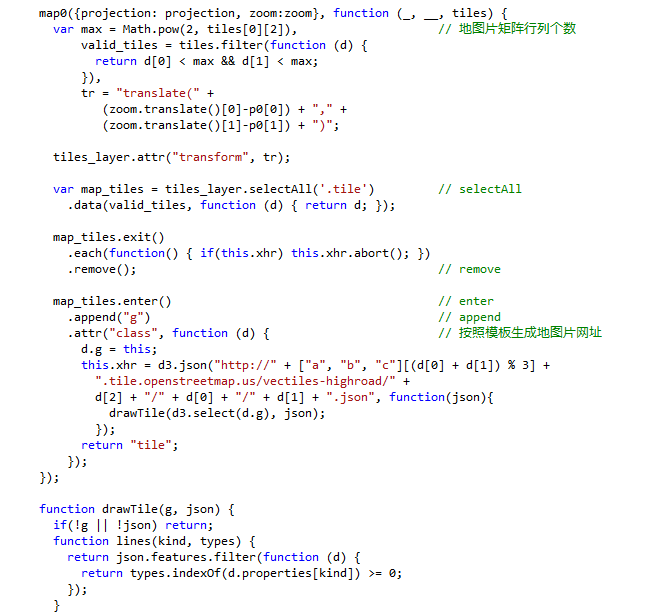 map0({projection: projection, zoom:zoom}, function (_, __, tiles) {
  var max = Math.pow(2, tiles[0][2]),                    // 地图片矩阵行列个数
      valid_tiles = tiles.filter(function (d) {
        return d[0] < max && d[1] < max;
      }),
      tr = "translate(" +
         (zoom.translate()[0]-p0[0]) + "," +
         (zoom.translate()[1]-p0[1]) + ")";
  tiles_layer.attr("transform", tr);
  var map_tiles = tiles_layer.selectAll('.tile')         // selectAll
    .data(valid_tiles, function (d) { return d; });
  map_tiles.exit()
    .each(function() { if(this.xhr) this.xhr.abort(); })
    .remove();                                           // remove
  map_tiles.enter()                                      // enter
    .append("g")                                         // append
    .attr("class", function (d) {                        // 按照模板生成地图片网址
      d.g = this;
      this.xhr = d3.json("http://" + ["a", "b", "c"][(d[0] + d[1]) % 3] +
        ".tile.openstreetmap.us/vectiles-highroad/" +
        d[2] + "/" + d[0] + "/" + d[1] + ".json", function(json){
          drawTile(d3.select(d.g), json);
        });
      return "tile";
    });
});
function drawTile(g, json) {
  if(!g || !json) return;
  function lines(kind, types) {
    return json.features.filter(function (d) {
      return types.indexOf(d.properties[kind]) >= 0;
    });
  }